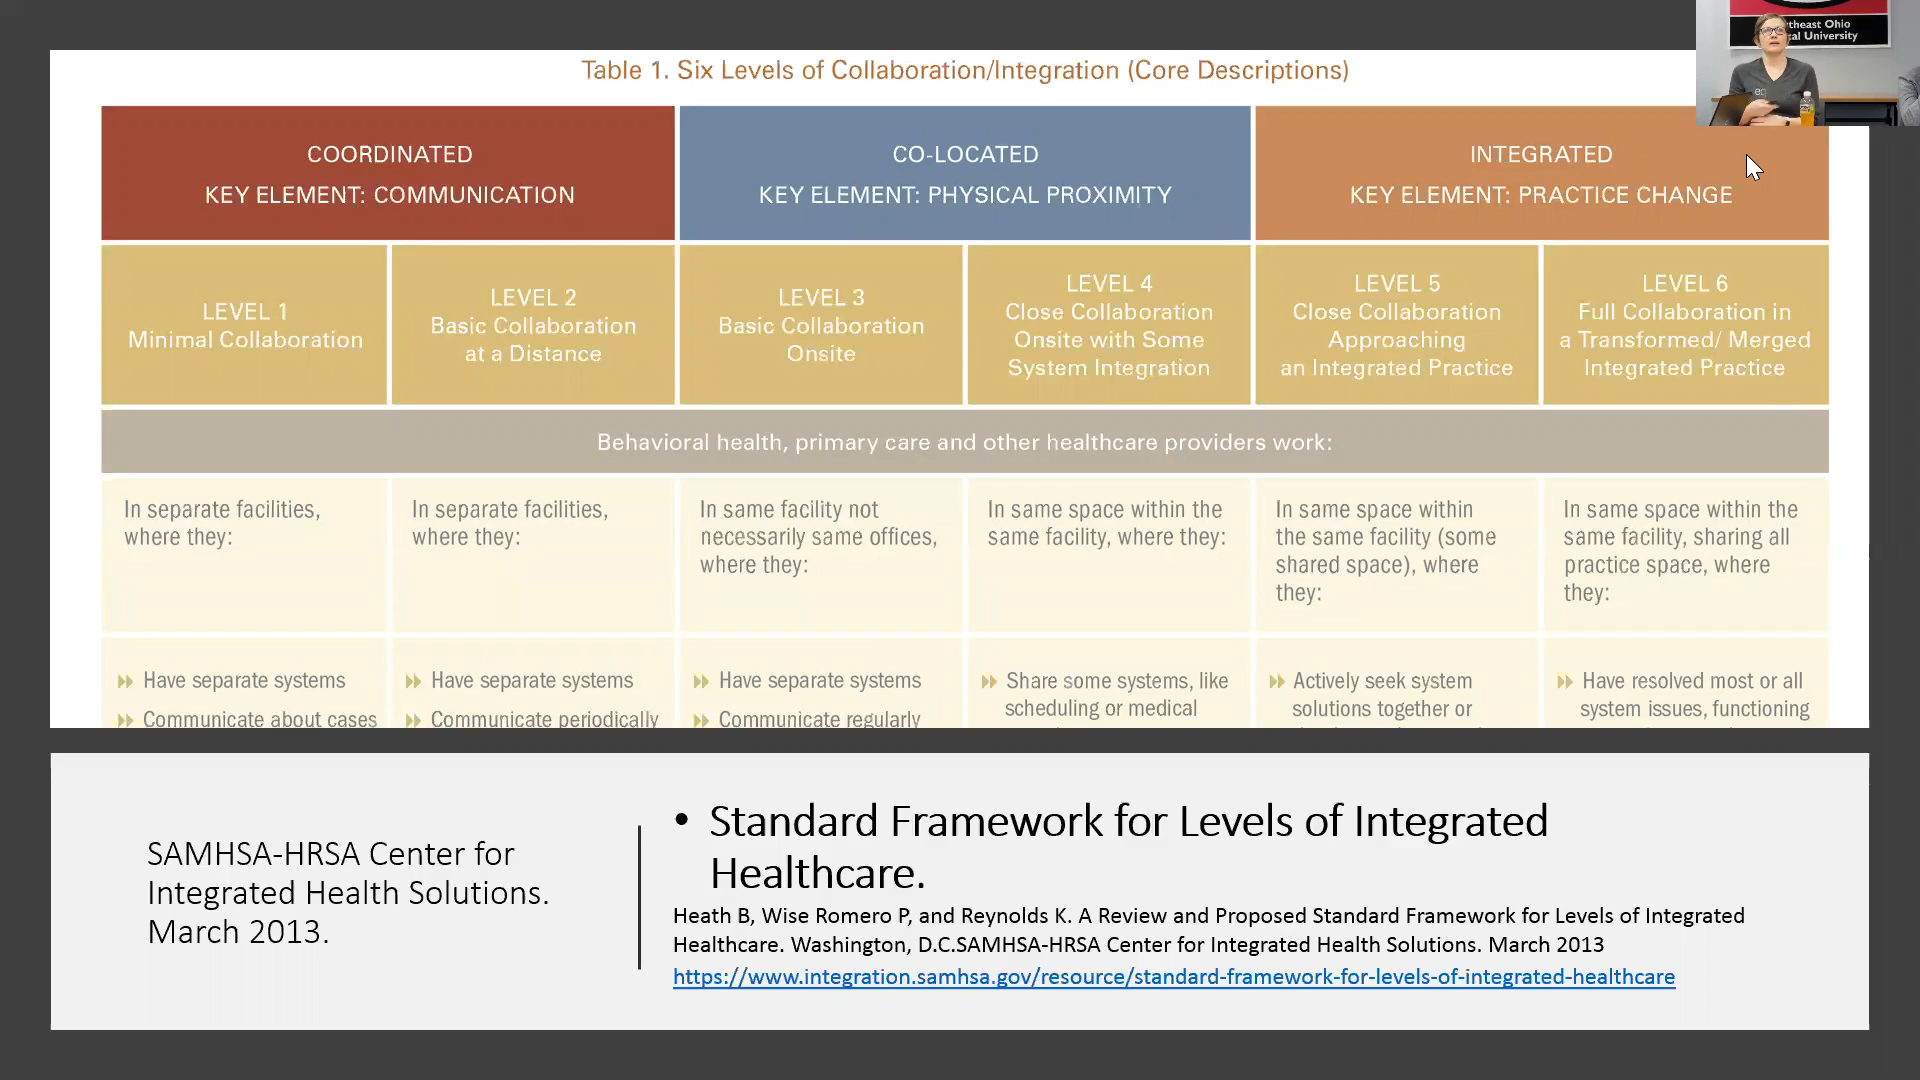 Table 1. Six Levels of Collaboration/Integration (Core Descriptions)
theast Ohio
cal University
eq
COORDINATED
KEY ELEMENT: COMMUNICATION
CO-LOCATED
KEY ELEMENT: PHYSICAL PROXIMITY
INTEGRATED
KEY ELEMENT: PRACTICE CHANGE
LEVEL 1
Minimal Collaboration
LEVEL 2
Basic Collaboration
at a Distance
LEVEL 3
Basic Collaboration
Onsite
LEVEL 4
Close Collaboration
Onsite with Some
System Integration
LEVEL 5
Close Collaboration
Approaching
an Integrated Practice
LEVEL 6
Full Collaboration in
a Transformed/ Merged
Integrated Practice
Behavioral health, primary care and other healthcare providers work:
In separate facilities,
where they:
In separate facilities,
where they:
In same facility not
necessarily same offices,
where they:
In same space within the
same facility, where they:
In same space within
the same facility (some
shared space), where
they:
In same space within the
same facility, sharing all
practice space, where
they:
Have separate systems
Communicate about cases
Have separate systems
Communicate periodically
Have separate systems
Communicate regularly
Share some systems, like
scheduling or medical
Actively seek system
solutions together or
Have resolved most or all
system issues, functioning
SAMHSA-HRSA Center for
Integrated Health Solutions.
March 2013.
• Standard Framework for Levels of Integrated
Healthcare.
Heath B, Wise Romero P, and Reynolds K. A Review and Proposed Standard Framework for Levels of Integrated
Healthcare. Washington, D.C.SAMHSA-HRSA Center for Integrated Health Solutions. March 2013
https://www.integration.samhsa.gov/resource/standard-framework-for-levels-of-integrated-healthcare